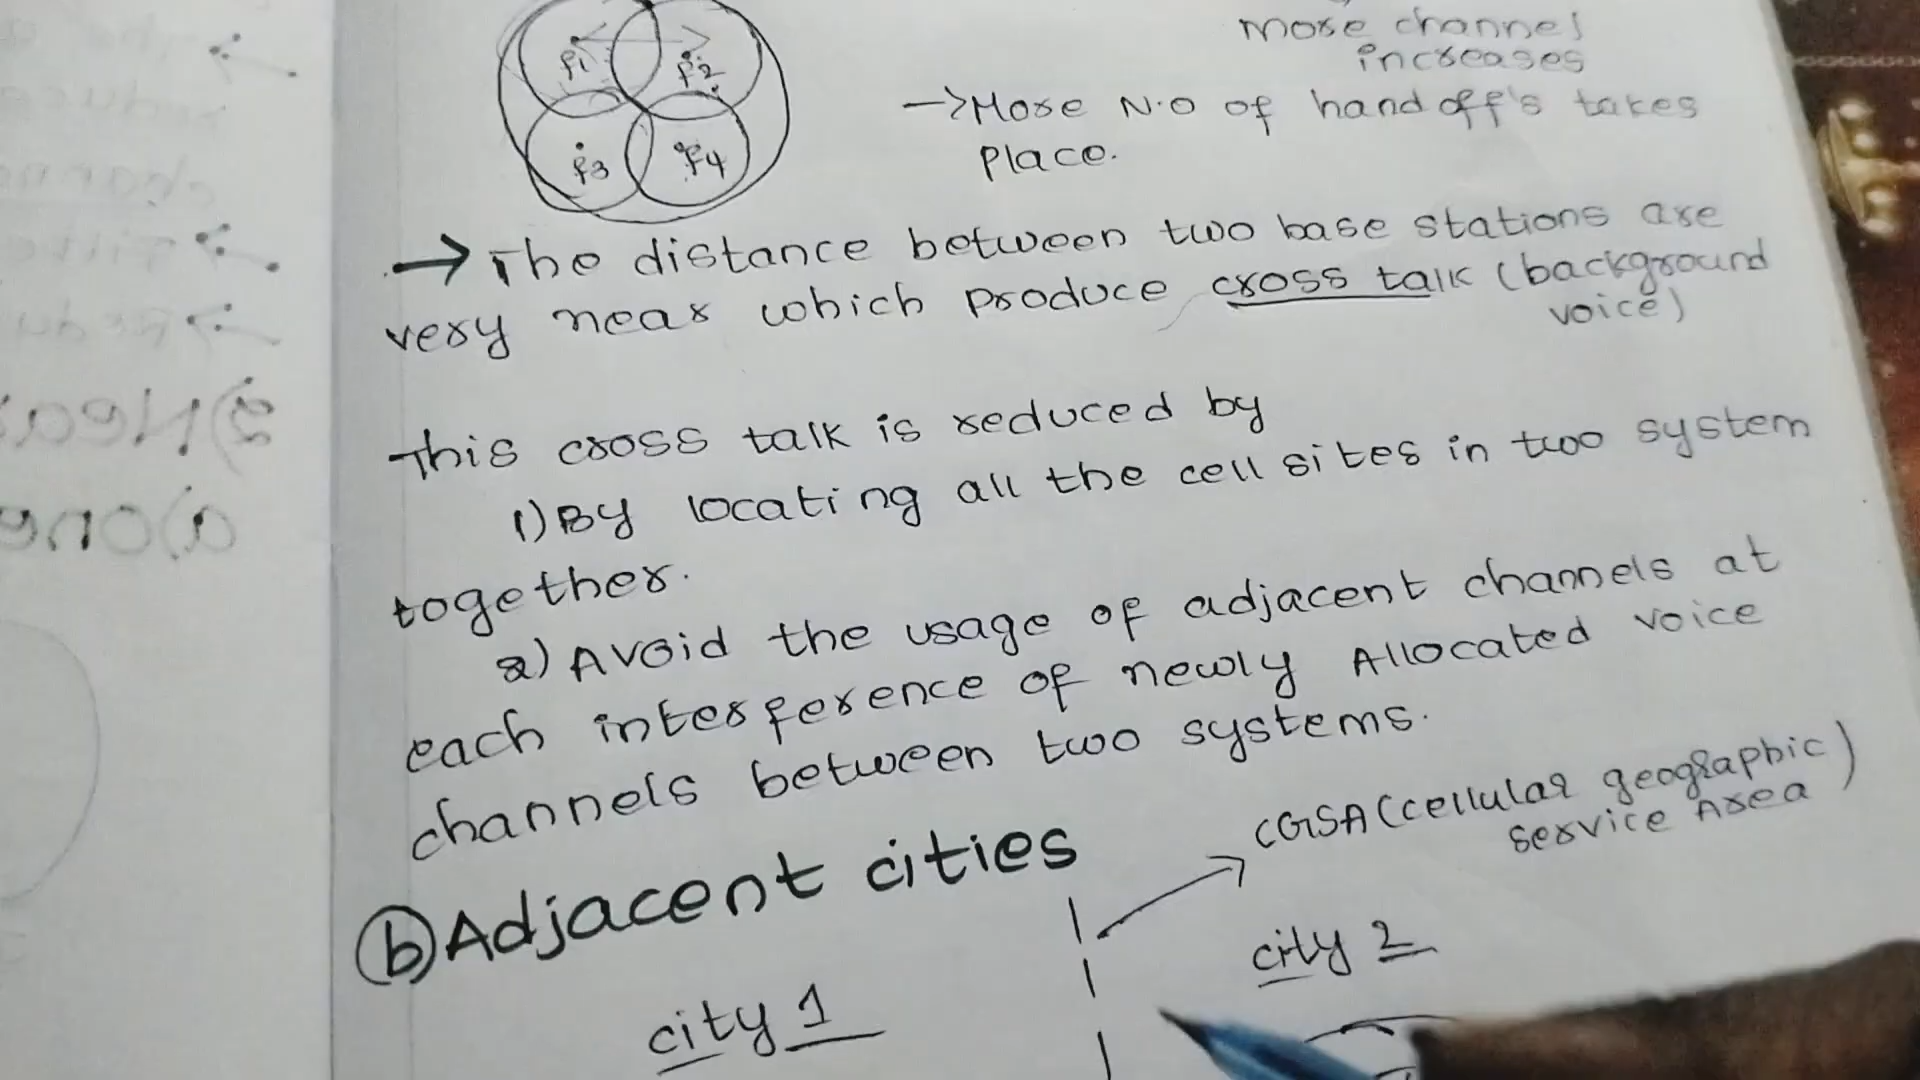 more channel
increases
f1 f2
→ More N.O of hand off's takes
place.
f3 f4
→ The distance between two base stations are
very near which produce cross talk (background
voice)
This cross talk is reduced by
1) By locating all the cell sites in two system
together.
2) Avoid the usage of adjacent channels at
each interference of newly Allocated voice
channels between two systems.
CGSA (cellular geographic
service Area)
(b) Adjacent cities
city 2
city 1